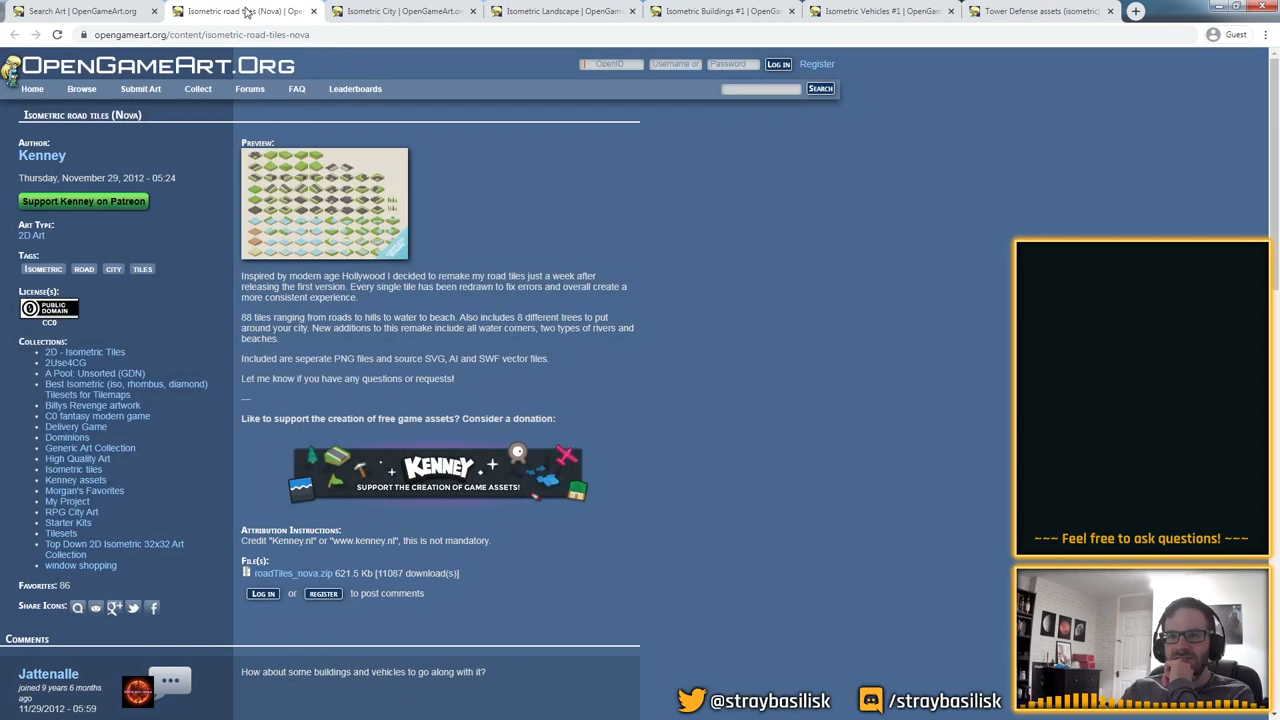 Search Art | OpenGameArt.org
Isometric road tiles (Nova) | Ope
Isometric City | OpenGameArt.or
Isometric Landscape | OpenGam
Isometric Buildings #1 | OpenGa
Isometric Vehicles #1 | OpenGam
Tower Defense assets (isometric)
opengameart.org/content/isometric-road-tiles-nova
Guest
OpenGameArt.Org
OpenID
Username or
Password
Log in
Register
Home
Browse
Submit Art
Collect
Forums
FAQ
Leaderboards
Search
Isometric road tiles (Nova)
Author:
Kenney
Thursday, November 29, 2012 - 05:24
Support Kenney on Patreon
Art Type:
2D Art
Tags:
Isometric road city tiles
License(s):
PUBLIC DOMAIN
CC0
Collections:
2D - Isometric Tiles
2Use4CG
A Pool: Unsorted (GDN)
Best Isometric (iso, rhombus, diamond)
Tilesets for Tilemaps
Billys Revenge artwork
C0 fantasy modern game
Delivery Game
Dominions
Generic Art Collection
High Quality Art
Isometric tiles
Kenney assets
Morgan's Favorites
My Project
RPG City Art
Starter Kits
Tilesets
Top Down 2D Isometric 32x32 Art
Collection
window shopping
Favorites: 86
Share Icons:
Preview:
Inspired by modern age Hollywood I decided to remake my road tiles just a week after
releasing the first version. Every single tile has been redrawn to fix errors and overall create a
more consistent experience.
88 tiles ranging from roads to hills to water to beach. Also includes 8 different trees to put
around your city. New additions to this remake include all water corners, two types of rivers and
beaches.
Included are seperate PNG files and source SVG, AI and SWF vector files.
Let me know if you have any questions or requests!
—
Like to support the creation of free game assets? Consider a donation:
KENNEY
SUPPORT THE CREATION OF GAME ASSETS!
Attribution Instructions:
Credit "Kenney.nl" or "www.kenney.nl", this is not mandatory.
File(s):
roadTiles_nova.zip 621.5 Kb [11087 download(s)]
Log in or register to post comments
Comments
Jattenalle
joined 9 years 6 months
ago
11/29/2012 - 05:59
How about some buildings and vehicles to go along with it?
~~~ Feel free to ask questions! ~~~
@straybasilisk
/straybasilisk